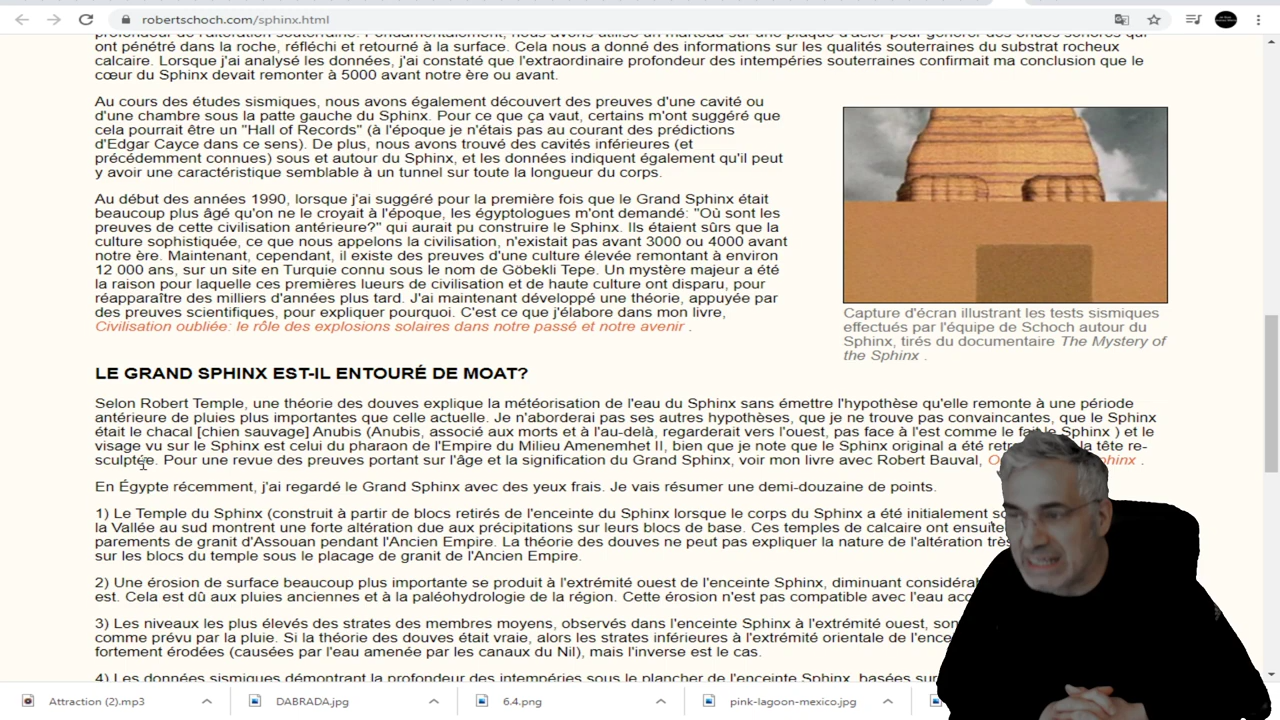 robertschoch.com/sphinx.html
ont pénétré dans la roche, réfléchi et retourné à la surface. Cela nous a donné des informations sur les qualités souterraines du substrat rocheux
calcaire. Lorsque j'ai analysé les données, j'ai constaté que l'extraordinaire profondeur des intempéries souterraines confirmait ma conclusion que le
cœur du Sphinx devait remonter à 5000 avant notre ère ou avant.
Au cours des études sismiques, nous avons également découvert des preuves d'une cavité ou
d'une chambre sous la patte gauche du Sphinx. Pour ce que ça vaut, certains m'ont suggéré que
cela pourrait être un "Hall of Records" (à l'époque je n'étais pas au courant des prédictions
d'Edgar Cayce dans ce sens). De plus, nous avons trouvé des cavités inférieures (et
précédemment connues) sous et autour du Sphinx, et les données indiquent également qu'il peut
y avoir une caractéristique semblable à un tunnel sur toute la longueur du corps.
Au début des années 1990, lorsque j'ai suggéré pour la première fois que le Grand Sphinx était
beaucoup plus âgé qu'on ne le croyait à l'époque, les égyptologues m'ont demandé: "Où sont les
preuves de cette civilisation antérieure?" qui aurait pu construire le Sphinx. Ils étaient sûrs que la
culture sophistiquée, ce que nous appelons la civilisation, n'existait pas avant 3000 ou 4000 avant
notre ère. Maintenant, cependant, il existe des preuves d'une culture élevée remontant à environ
12 000 ans, sur un site en Turquie connu sous le nom de Göbekli Tepe. Un mystère majeur a été
la raison pour laquelle ces premières lueurs de civilisation et de haute culture ont disparu, pour
réapparaître des milliers d'années plus tard. J'ai maintenant développé une théorie, appuyée par
des preuves scientifiques, pour expliquer pourquoi. C'est ce que j'élabore dans mon livre,
Civilisation oubliée: le rôle des explosions solaires dans notre passé et notre avenir .
Capture d'écran illustrant les tests sismiques
effectués par l'équipe de Schoch autour du
Sphinx, tirés du documentaire The Mystery of
the Sphinx .
LE GRAND SPHINX EST-IL ENTOURÉ DE MOAT?
Selon Robert Temple, une théorie des douves explique la météorisation de l'eau du Sphinx sans émettre l'hypothèse qu'elle remonte à une période
antérieure de pluies plus importantes que celle actuelle. Je n'aborderai pas ses autres hypothèses, que je ne trouve pas convaincantes, que le Sphinx
était le chacal [chien sauvage] Anubis (Anubis, associé aux morts et à l'au-delà, regarderait vers l'ouest, pas face à l'est comme le fait le Sphinx ) et le
visage vu sur le Sphinx est celui du pharaon de l'Empire du Milieu Amenemhet II, bien que je note que le Sphinx original a été la tête re-
sculptée. Pour une revue des preuves portant sur l'âge et la signification du Grand Sphinx, voir mon livre avec Robert Bauval, .
En Égypte récemment, j'ai regardé le Grand Sphinx avec des yeux frais. Je vais résumer une demi-douzaine de points.
1) Le Temple du Sphinx (construit à partir de blocs retirés de l'enceinte du Sphinx lorsque le corps du Sphinx a été initialement
la Vallée au sud montrent une forte altération due aux précipitations sur leurs blocs de base. Ces temples de calcaire ont
parements de granit d'Assouan pendant l'Ancien Empire. La théorie des douves ne peut pas expliquer la nature de l'altération
sur les blocs du temple sous le placage de granit de l'Ancien Empire.
2) Une érosion de surface beaucoup plus importante se produit à l'extrémité ouest de l'enceinte Sphinx, diminuant
est. Cela est dû aux pluies anciennes et à la paléohydrologie de la région. Cette érosion n'est pas compatible avec l'eau
3) Les niveaux les plus élevés des strates des membres moyens, observés dans l'enceinte Sphinx à l'extrémité ouest,
comme prévu par la pluie. Si la théorie des douves était vraie, alors les strates inférieures à l'extrémité orientale de
fortement érodées (causées par l'eau amenée par les canaux du Nil), mais l'inverse est le cas.
4) Les données sismiques démontrant la profondeur des intempéries sous le plancher de l'enceinte Sphinx, basées
Attraction (2).mp3
DABRADA.jpg
6.4.png
pink-lagoon-mexico.jpg